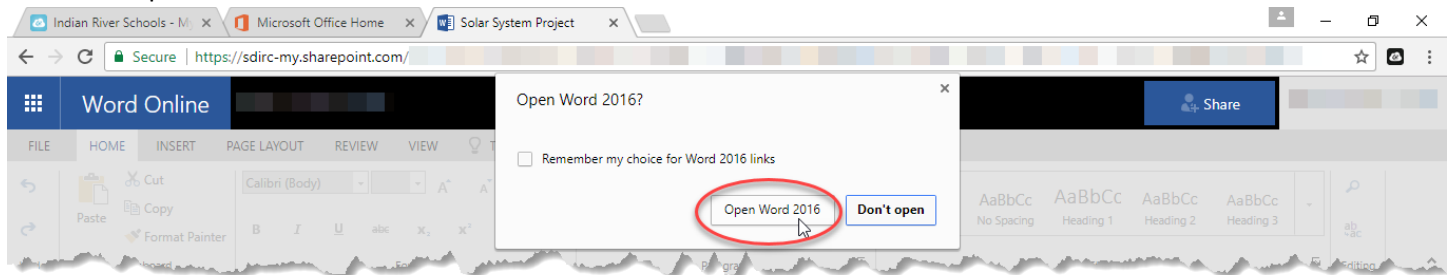 Indian River Schools - M
Microsoft Office Home
Solar System Project
Secure
https://sdirc-my.sharepoint.com/
Word Online
Open Word 2016?
Share
FILE HOME INSERT PAGE LAYOUT REVIEW VIEW
Remember my choice for Word 2016 links
Cut
Calibri (Body)
Paste
Copy
Format Painter
B I U abc x₂ x²
Open Word 2016
Don't open
AaBbCc AaBbCc AaBbCc AaBbCc
No Spacing Heading 1 Heading 2 Heading 3